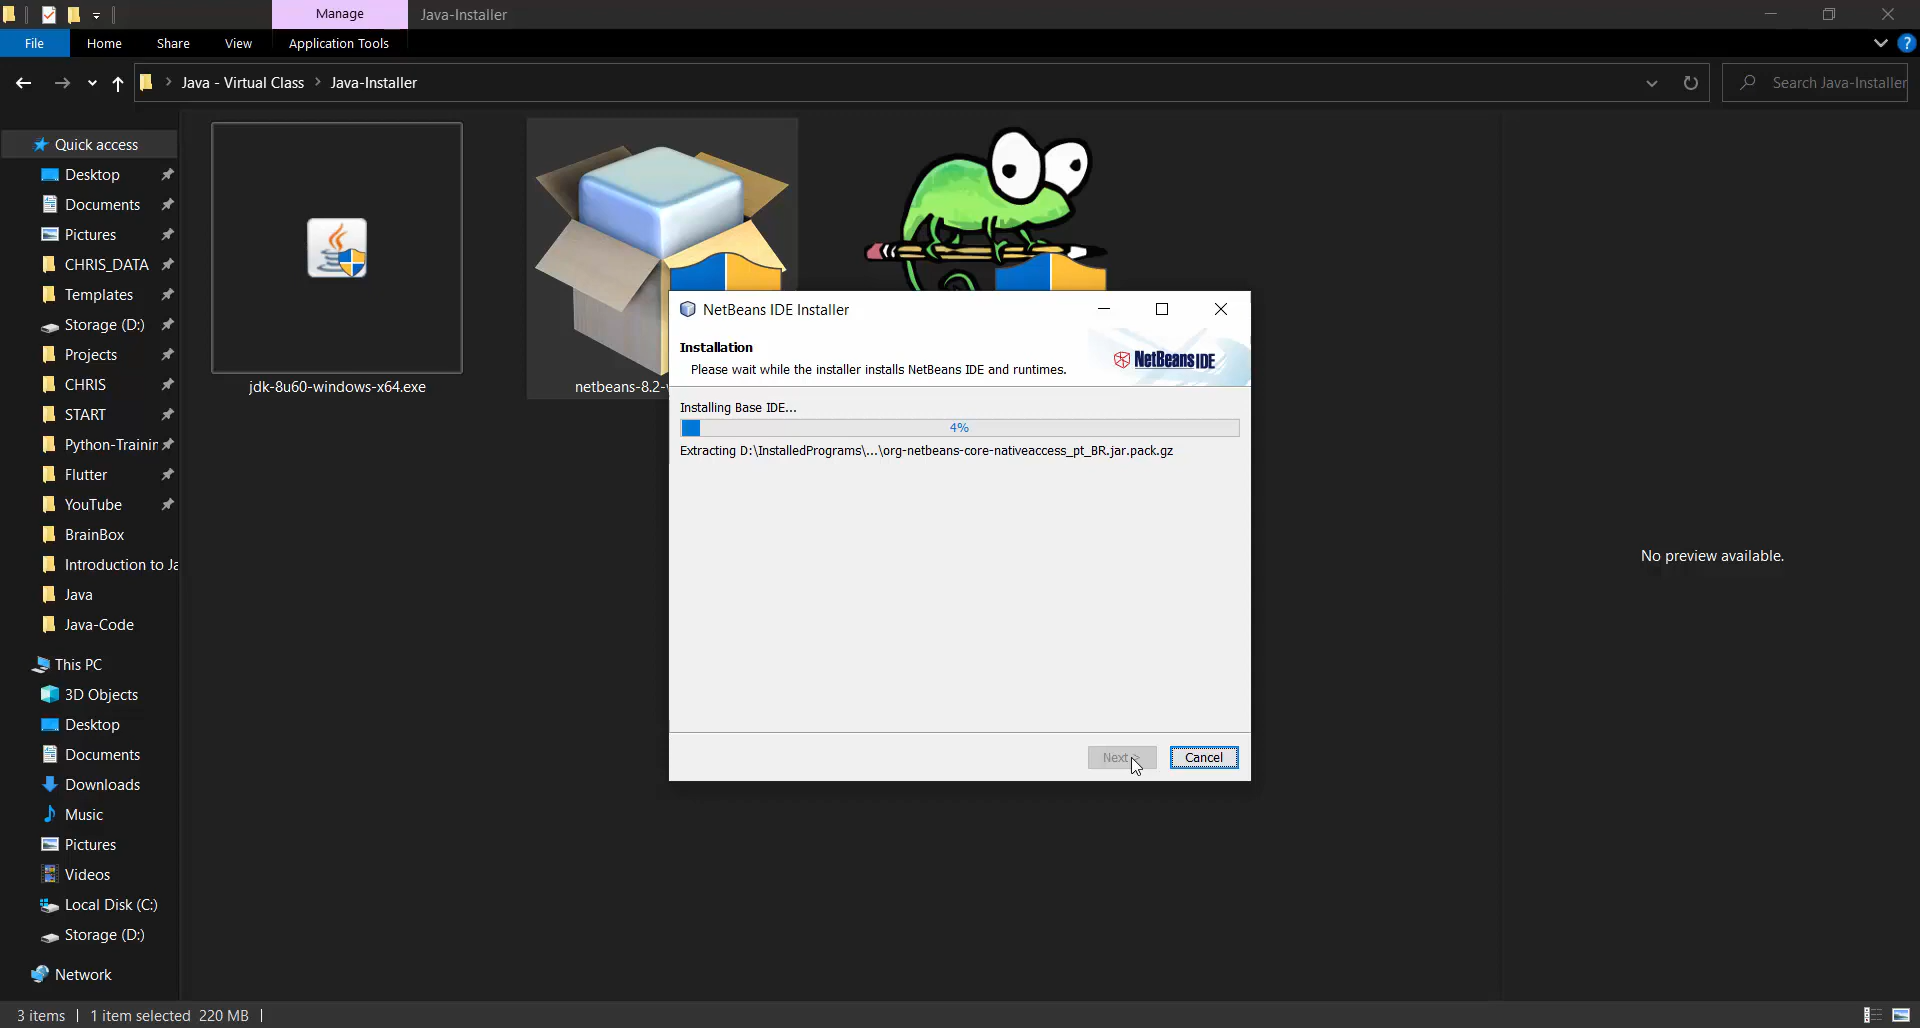 Manage
Java-Installer
File
Home
Share
View
Application Tools
?
Java - Virtual Class
Java-Installer
Search Java-Installer
Quick access
Desktop
Documents
Pictures
CHRIS_DATA
Templates
Storage (D:)
Projects
CHRIS
START
Python-Trainin
Flutter
YouTube
BrainBox
Introduction to Ja
Java
Java-Code
This PC
3D Objects
Desktop
Documents
Downloads
Music
Pictures
Videos
Local Disk (C:)
Storage (D:)
Network
jdk-8u60-windows-x64.exe
netbeans-8.2-
NetBeans IDE Installer
Installation
Please wait while the installer installs NetBeans IDE and runtimes.
NetBeans IDE
Installing Base IDE...
4%
Extracting D:\InstalledPrograms\...\org-netbeans-core-nativeaccess_pt_BR.jar.pack.gz
Next >
Cancel
No preview available.
3 items
1 item selected 220 MB